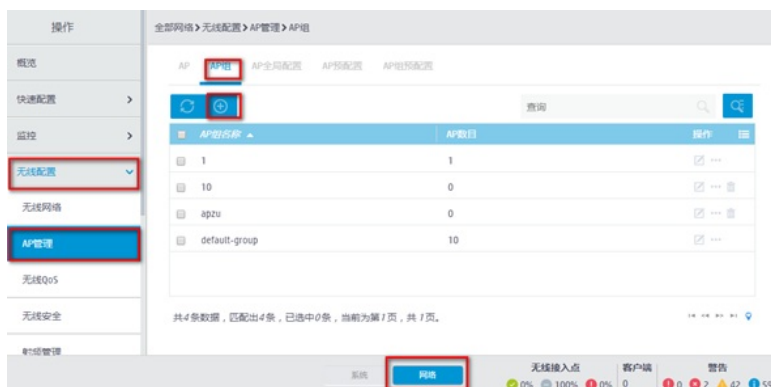 操作
全部网络>无线配置>AP管理>AP组
概览
快速配置
监控
无线配置
无线网络
AP管理
无线QoS
无线安全
射频管理
AP AP组 AP全局配置 AP预配置 AP组预配置
查询
AP组名称 AP数目 操作
1 1
10 0
apzu 0
default-group 10
共4条数据，匹配出4条，已选中0条，当前为第1页，共1页。
系统 网络
无线接入点 客户端 警告
0% 100% 0% 0 0 2 42